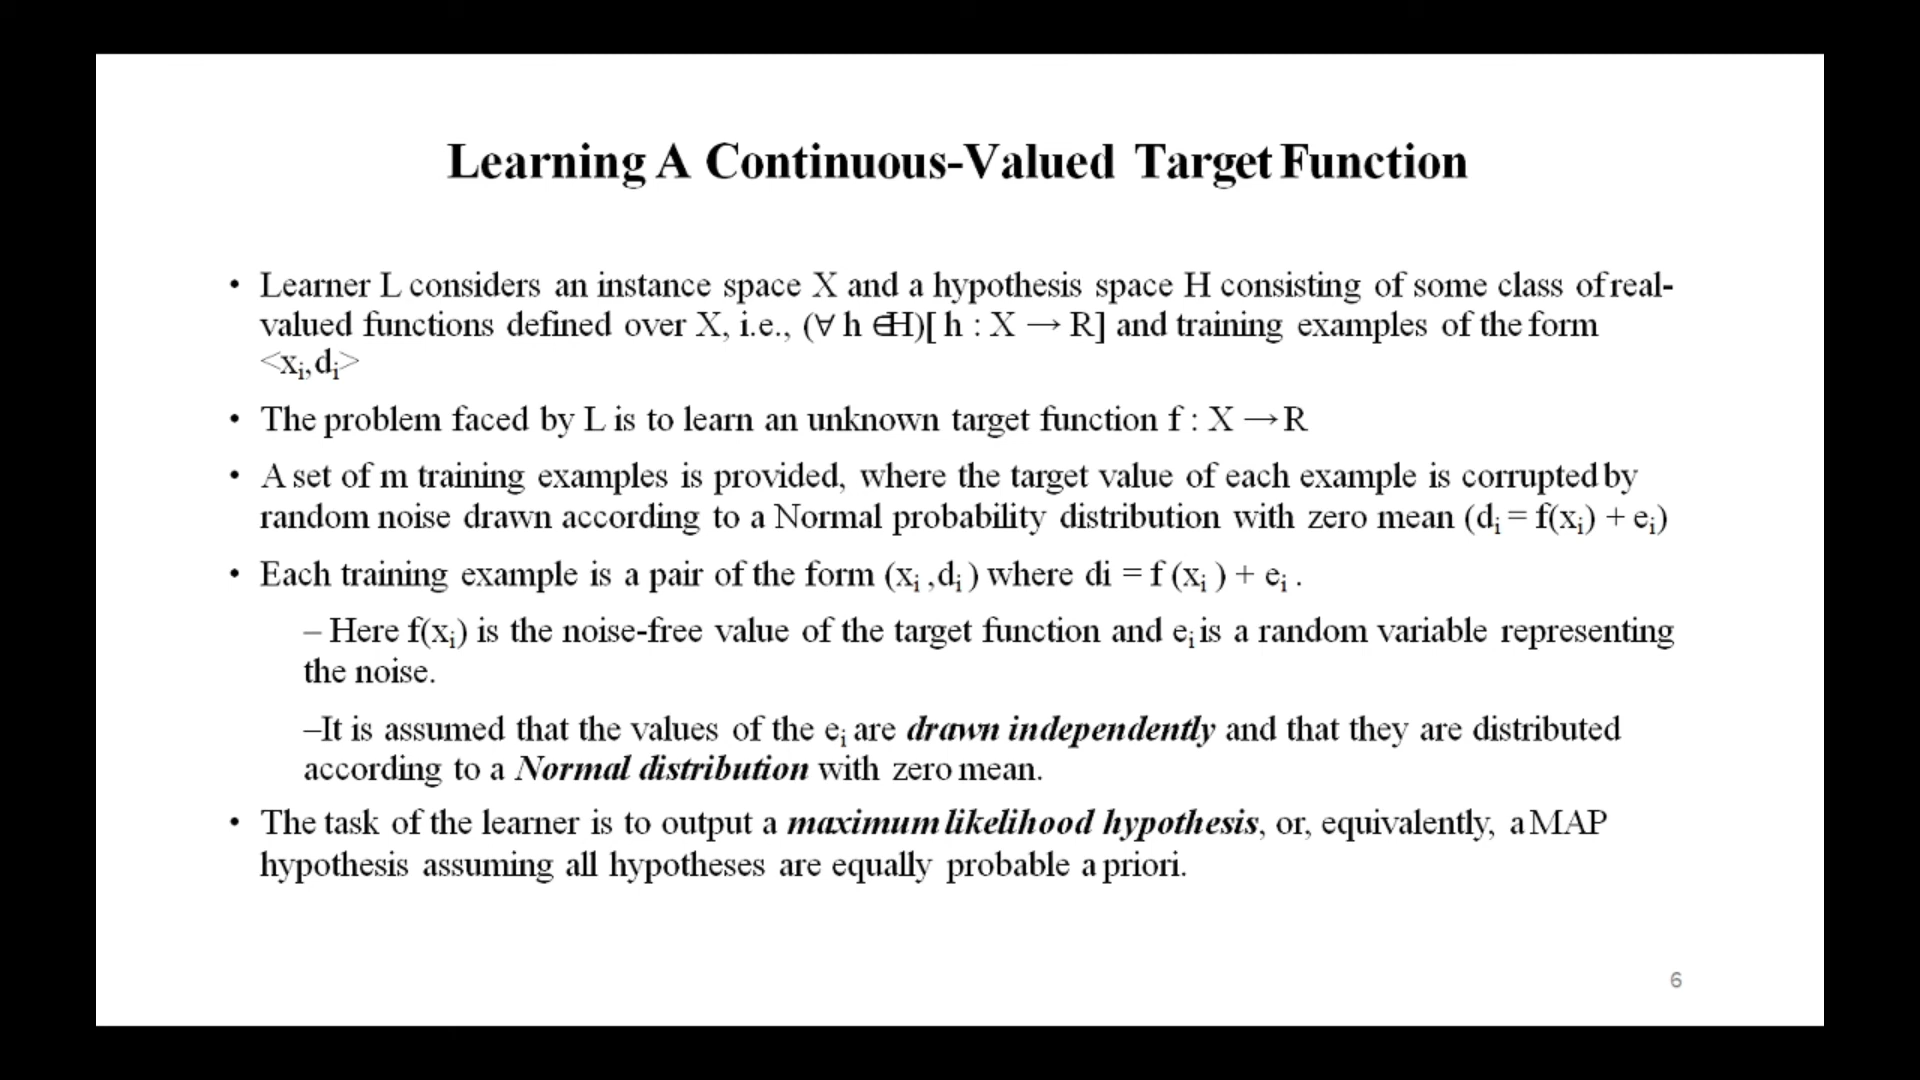 Learning A Continuous-Valued Target Function
• Learner L considers an instance space X and a hypothesis space H consisting of some class of real-
valued functions defined over X, i.e., (∀ h ∈H)[ h : X → R] and training examples of the form
<xᵢ,dᵢ>
• The problem faced by L is to learn an unknown target function f : X → R
• A set of m training examples is provided, where the target value of each example is corrupted by
random noise drawn according to a Normal probability distribution with zero mean (dᵢ = f(xᵢ) + eᵢ)
• Each training example is a pair of the form (xᵢ ,dᵢ ) where di = f (xᵢ ) + eᵢ .
– Here f(xᵢ) is the noise-free value of the target function and eᵢ is a random variable representing
the noise.
–It is assumed that the values of the eᵢ are drawn independently and that they are distributed
according to a Normal distribution with zero mean.
• The task of the learner is to output a maximum likelihood hypothesis, or, equivalently, a MAP
hypothesis assuming all hypotheses are equally probable a priori.
6